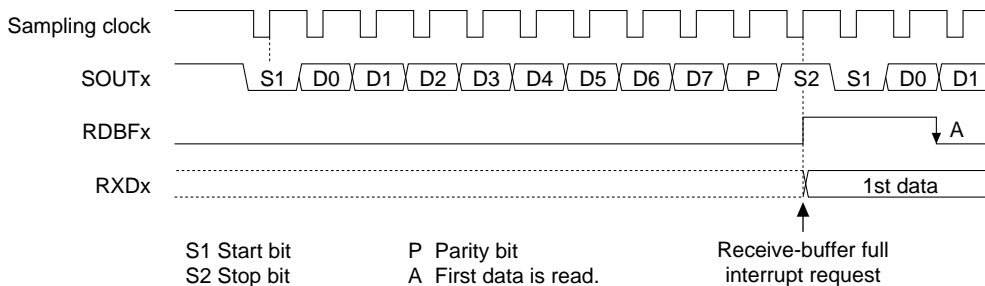 Sampling clock
SOUTx S1 D0 D1 D2 D3 D4 D5 D6 D7 P S2 S1 D0 D1
RDBFx A
RXDx 1st data
S1 Start bit P Parity bit Receive-buffer full
S2 Stop bit A First data is read. interrupt request